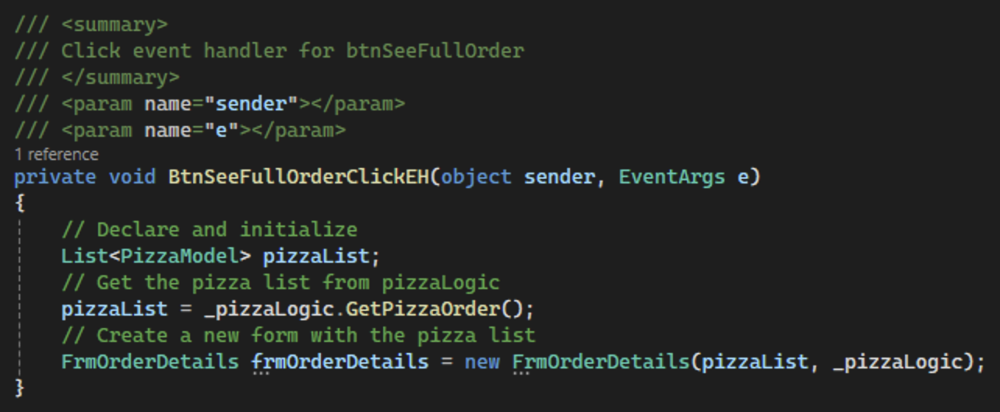 /// <summary>
/// Click event handler for btnSeeFullOrder
/// </summary>
/// <param name="sender"></param>
/// <param name="e"></param>
1 reference
private void BtnSeeFullOrderClickEH(object sender, EventArgs e)
{
    // Declare and initialize
    List<PizzaModel> pizzaList;
    // Get the pizza list from pizzaLogic
    pizzaList = _pizzaLogic.GetPizzaOrder();
    // Create a new form with the pizza list
    FrmOrderDetails frmOrderDetails = new FrmOrderDetails(pizzaList, _pizzaLogic);
}